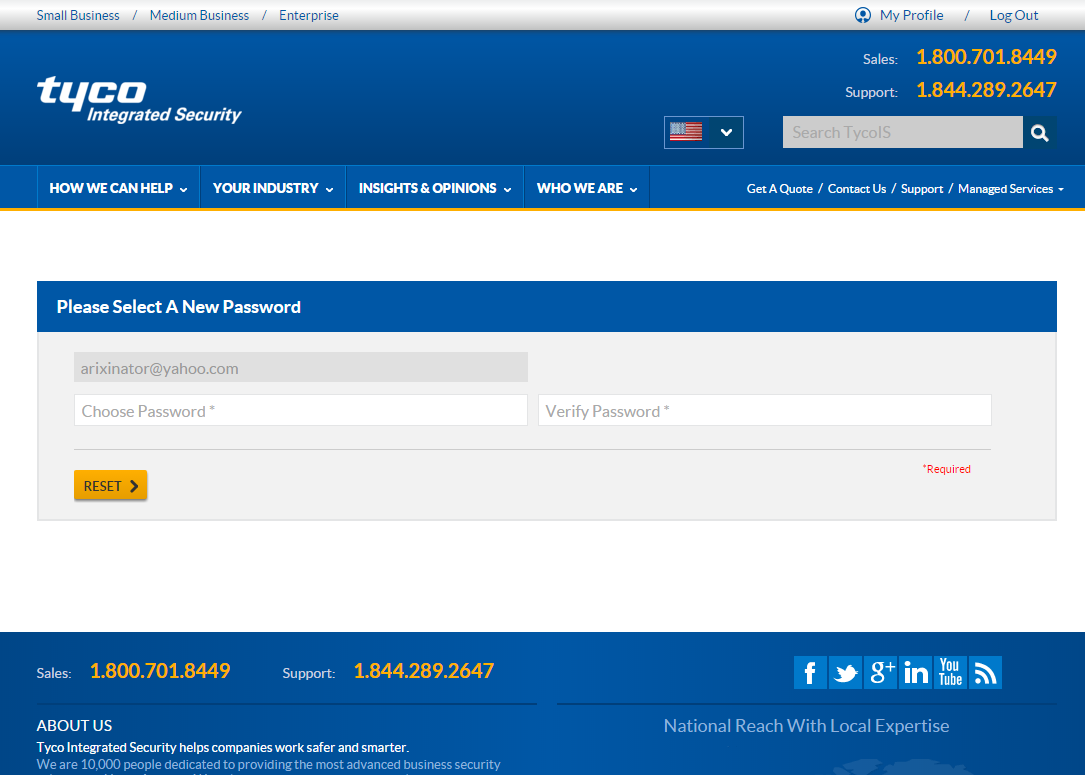 Small Business / Medium Business / Enterprise
My Profile / Log Out
Sales: 1.800.701.8449
Support: 1.844.289.2647
tyco
Integrated Security
Search TycoIS
HOW WE CAN HELP YOUR INDUSTRY INSIGHTS & OPINIONS WHO WE ARE
Get A Quote / Contact Us / Support / Managed Services
Please Select A New Password
arixinator@yahoo.com
Choose Password * Verify Password *
*Required
RESET
Sales: 1.800.701.8449 Support: 1.844.289.2647
f g+ in You Tube
ABOUT US
National Reach With Local Expertise
Tyco Integrated Security helps companies work safer and smarter.
We are 10,000 people dedicated to providing the most advanced business security